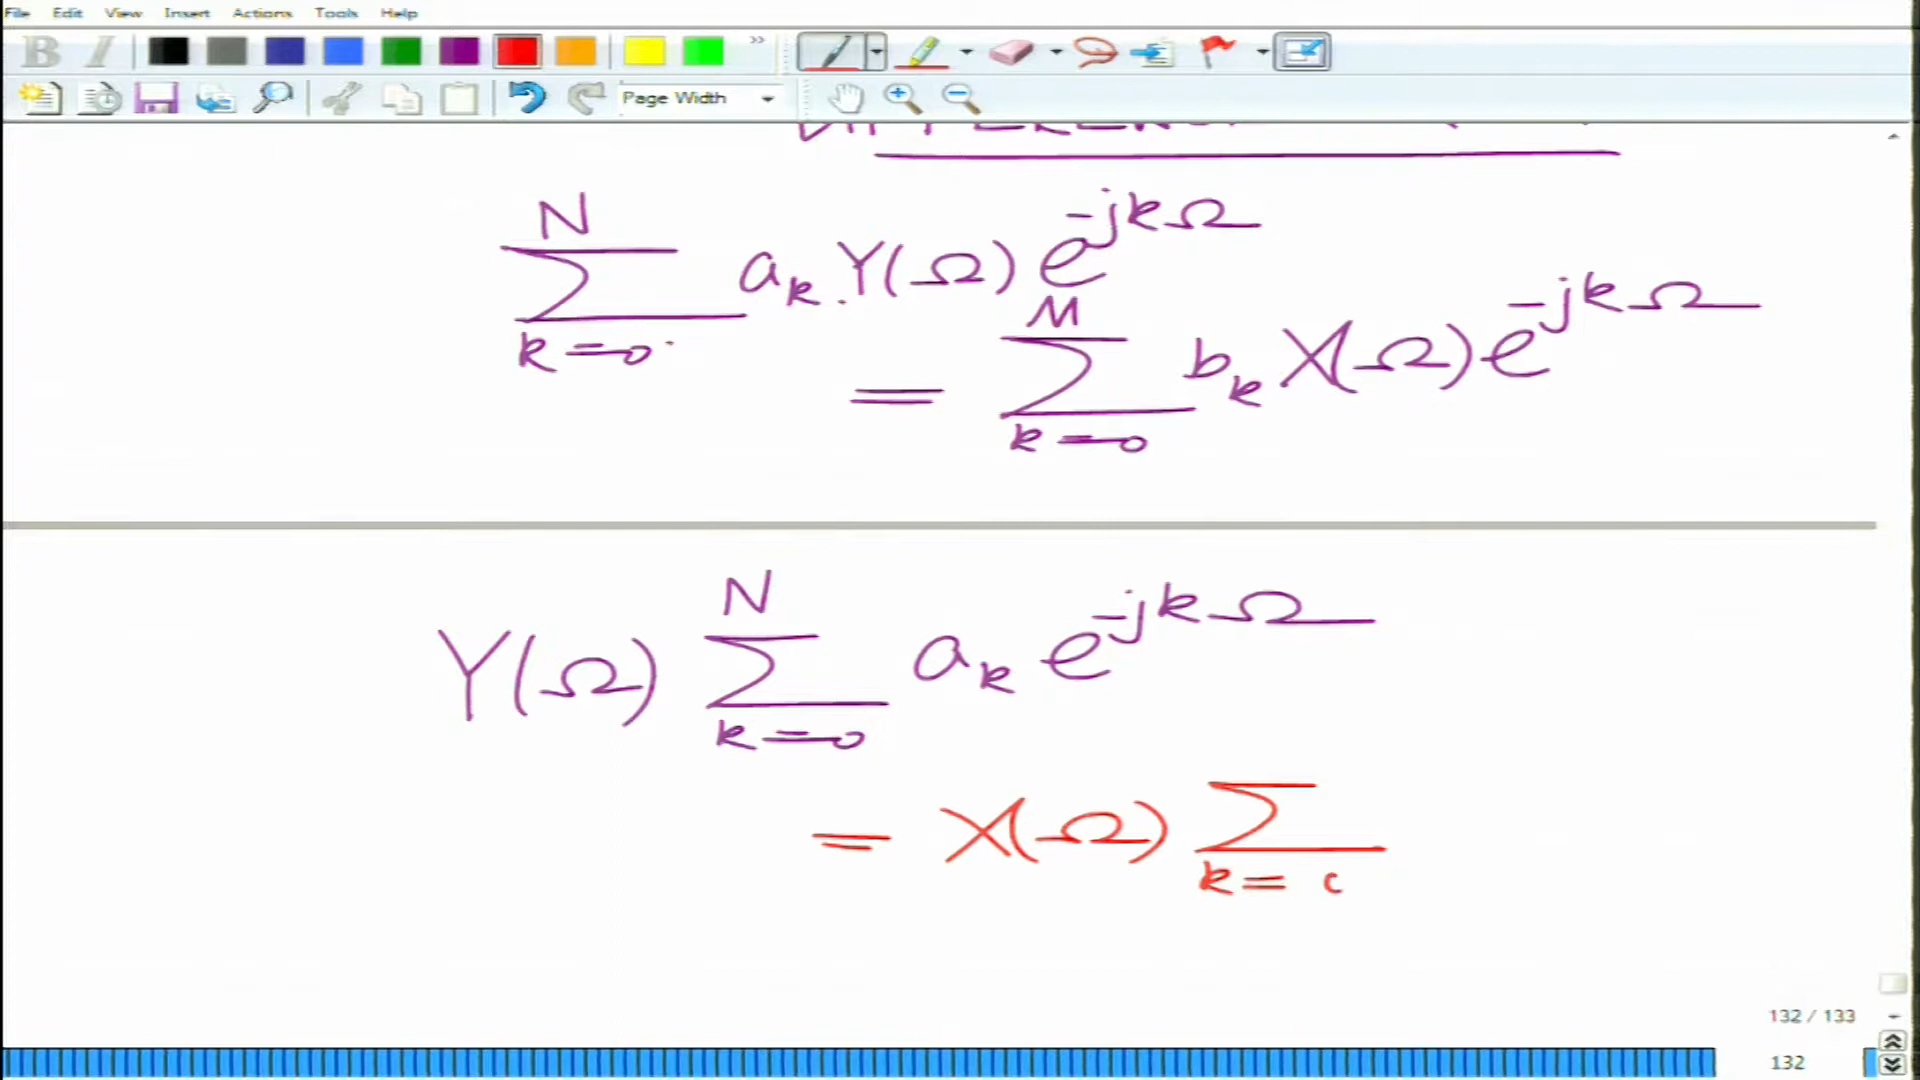 File Edit View Insert Actions Tools Help
B I
Page Width
N
∑ a_k Y(Ω) e^{-jkΩ}
k=0
M
= ∑ b_k X(Ω) e^{-jkΩ}
k=0
N
Y(Ω) ∑ a_k e^{-jkΩ}
k=0
= X(Ω) ∑
k=
132 / 133
132